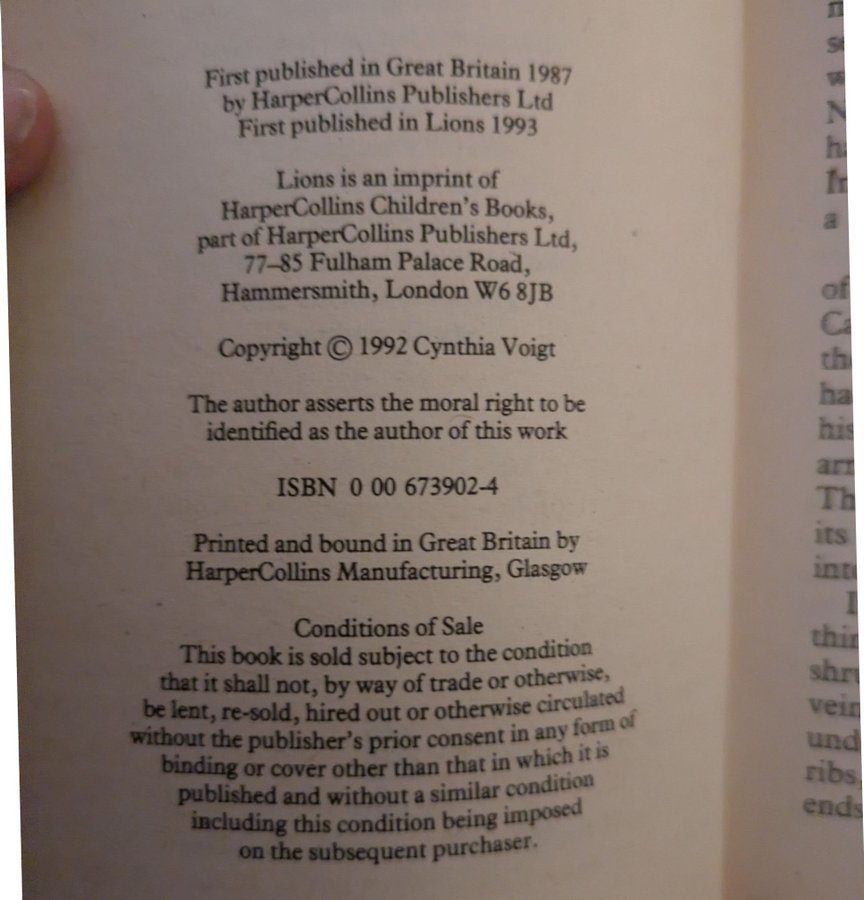 First published in Great Britain 1987
by HarperCollins Publishers Ltd
First published in Lions 1993
Lions is an imprint of
HarperCollins Children's Books,
part of HarperCollins Publishers Ltd,
77–85 Fulham Palace Road,
Hammersmith, London W6 8JB
Copyright © 1992 Cynthia Voigt
The author asserts the moral right to be
identified as the author of this work
ISBN 0 00 673902-4
Printed and bound in Great Britain by
HarperCollins Manufacturing, Glasgow
Conditions of Sale
This book is sold subject to the condition
that it shall not, by way of trade or otherwise,
be lent, re-sold, hired out or otherwise circulated
without the publisher's prior consent in any form of
binding or cover other than that in which it is
published and without a similar condition
including this condition being imposed
on the subsequent purchaser.
a
of
his
its
ribs,
ends